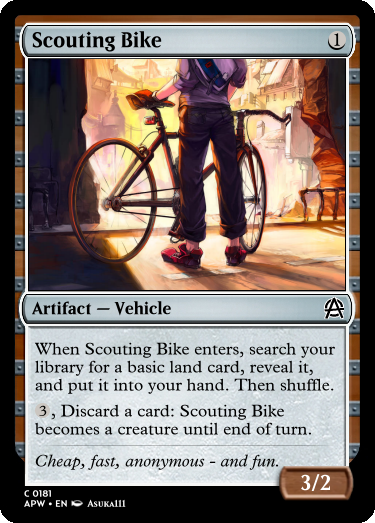 Scouting Bike 1
Artifact — Vehicle
When Scouting Bike enters, search your
library for a basic land card, reveal it,
and put it into your hand. Then shuffle.
3, Discard a card: Scouting Bike
becomes a creature until end of turn.
Cheap, fast, anonymous - and fun.
3/2
C 0181
APW • EN AsukaIII